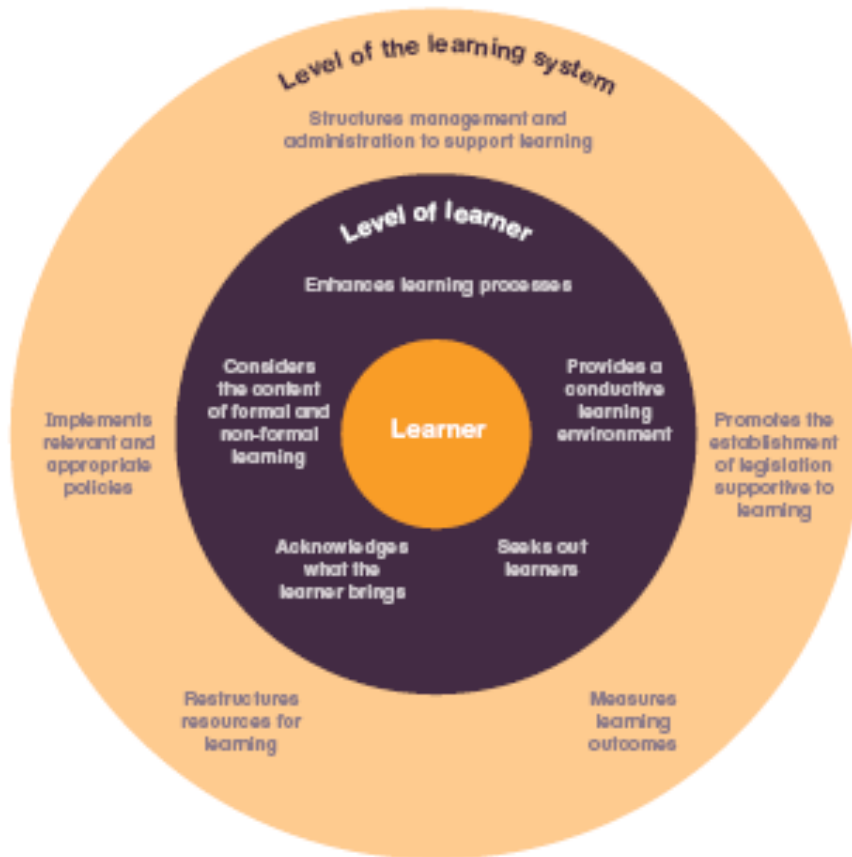 Level of the learning system
Structures management and
administration to support learning
Level of learner
Enhances learning processes
Considers
the content
of formal and
non-formal
learning
Learner
Provides a
conductive
learning
environment
Implements
relevant and
appropriate
policies
Promotes the
establishment
of legislation
supportive to
learning
Acknowledges
what the
learner brings
Seeks out
learners
Restructures
resources for
learning
Measures
learning
outcomes